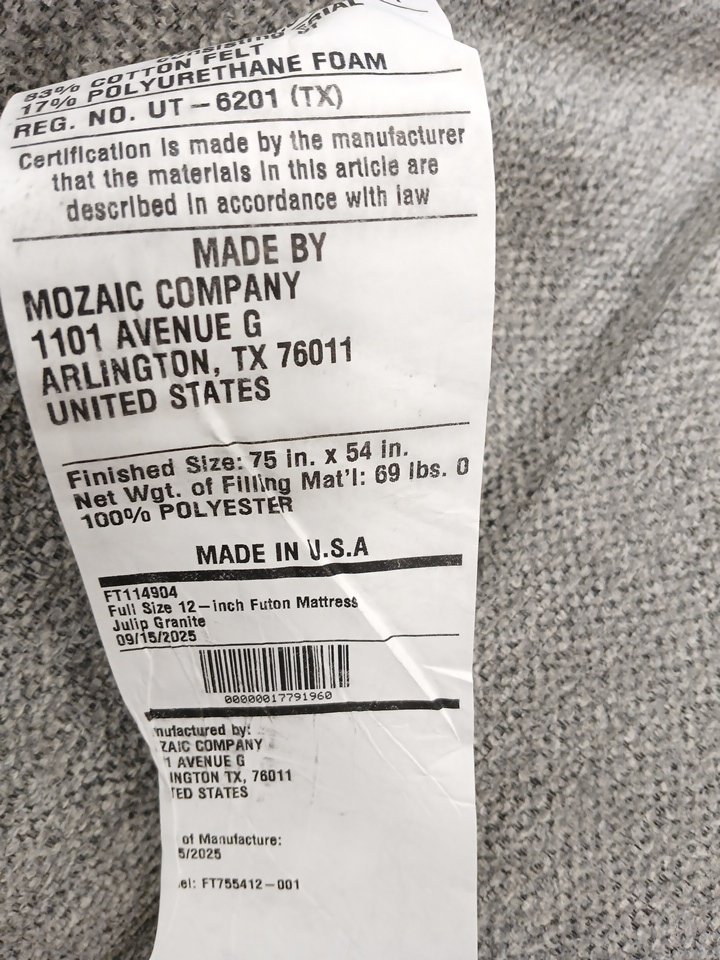 consisting of
83% COTTON FELT
17% POLYURETHANE FOAM
REG. NO. UT-6201 (TX)
Certification is made by the manufacturer
that the materials in this article are
described in accordance with law
MADE BY
MOZAIC COMPANY
1101 AVENUE G
ARLINGTON, TX 76011
UNITED STATES
Finished Size: 75 in. x 54 in.
Net Wgt. of Filling Mat'l: 69 lbs. 0
100% POLYESTER
MADE IN U.S.A
FT114904
Full Size 12-inch Futon Mattress
Julip Granite
09/15/2025
00000017791960
nufactured by:
ZAIC COMPANY
1 AVENUE G
INGTON TX, 76011
TED STATES
of Manufacture:
5/2025
el: FT755412-001